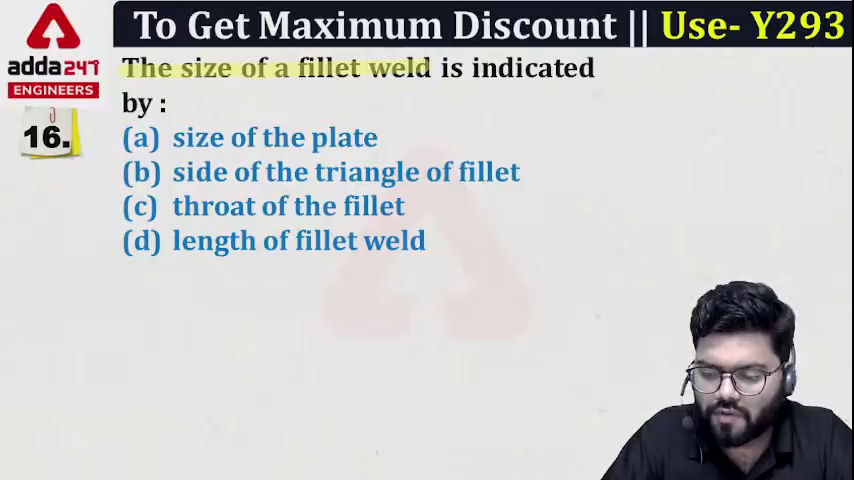 To Get Maximum Discount || Use- Y293
adda247
ENGINEERS
16.
The size of a fillet weld is indicated
by :
(a) size of the plate
(b) side of the triangle of fillet
(c) throat of the fillet
(d) length of fillet weld